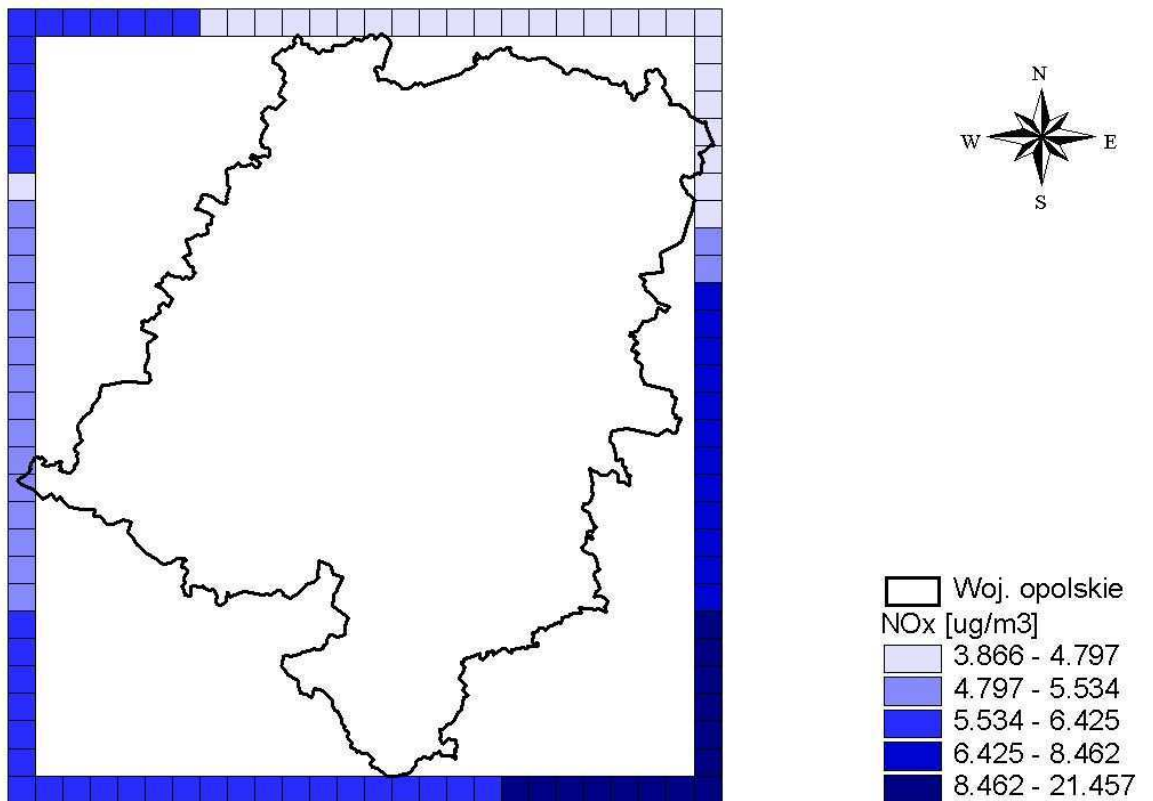 N
W E
S
Woj. opolskie
NOx [ug/m3]
3.866 - 4.797
4.797 - 5.534
5.534 - 6.425
6.425 - 8.462
8.462 - 21.457